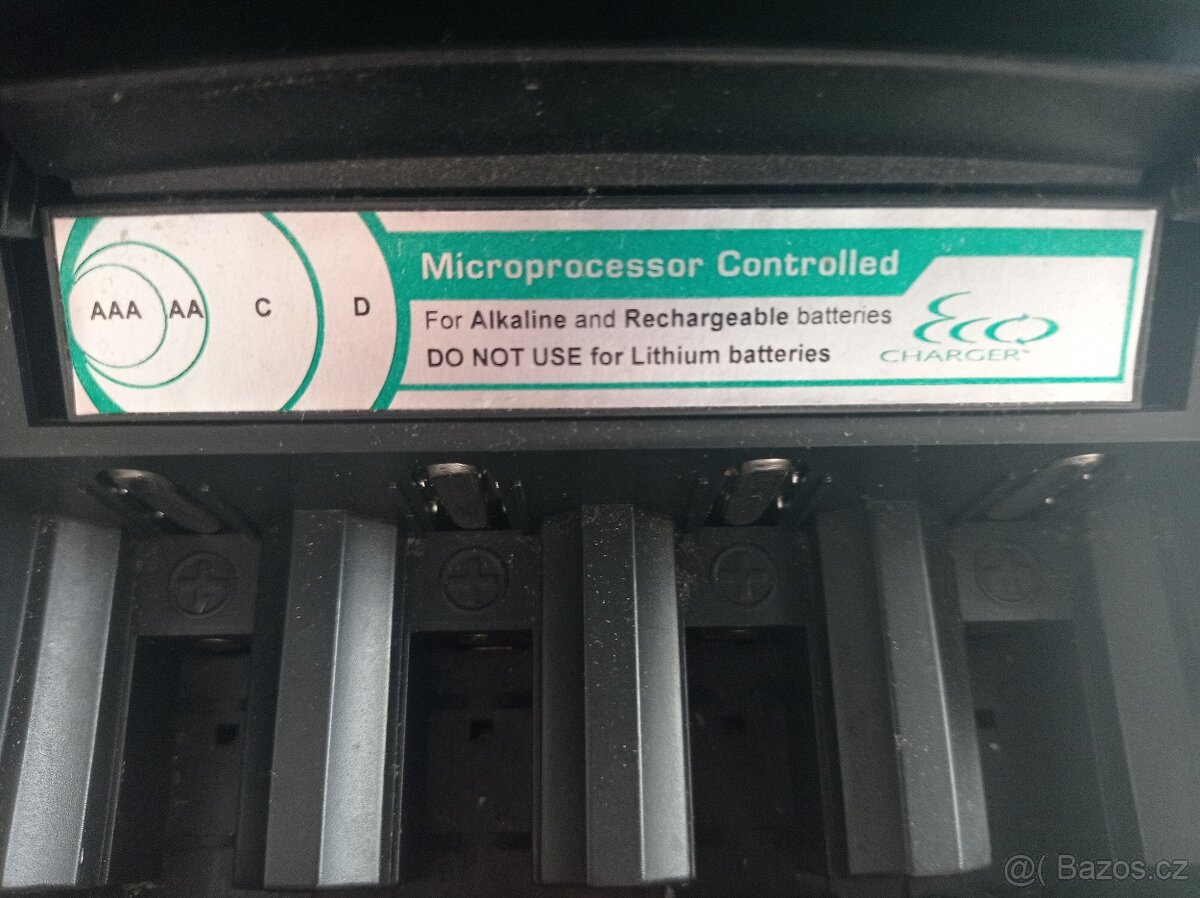 AAA AA C D
Microprocessor Controlled
For Alkaline and Rechargeable batteries
DO NOT USE for Lithium batteries
ECO
CHARGER™
@( Bazos.cz